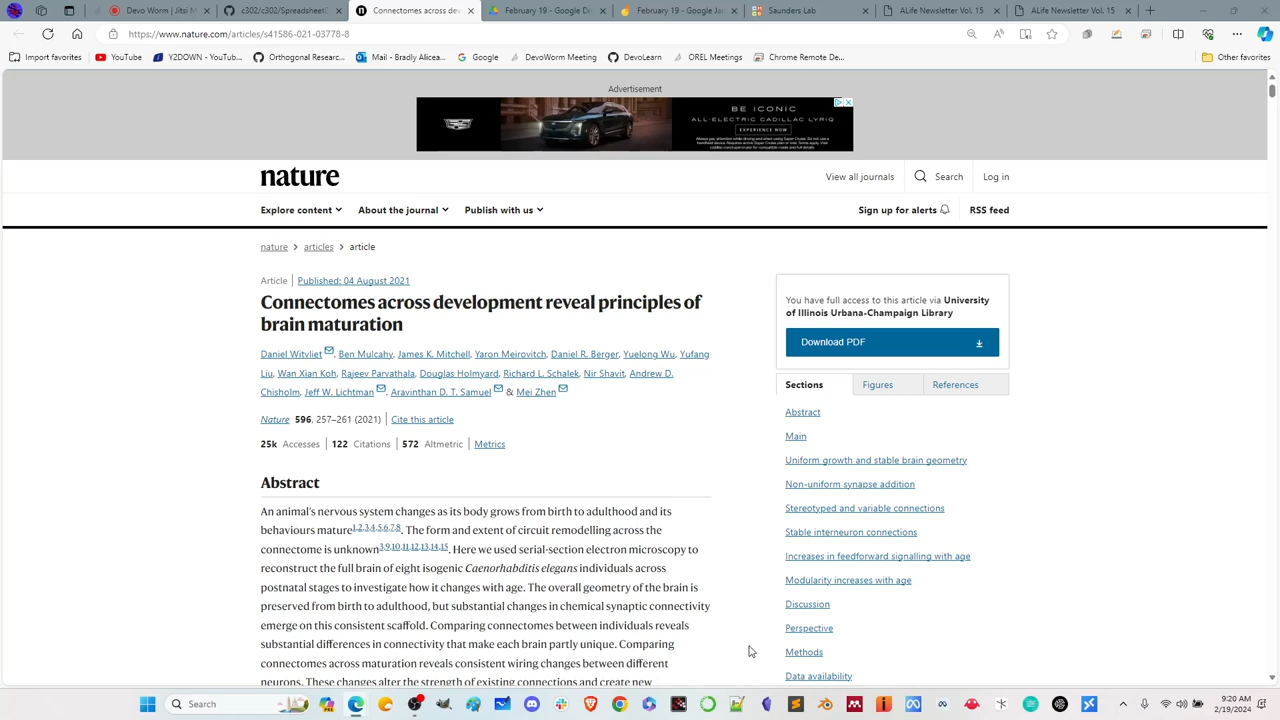 Devo Worm | Jitsi M
c302/c302/Spreadsh
Connectomes across dev
February 19 - Google D
February 19 - Google D
Saunders Lab
ALife Newsletter Vol. 15
ALife Newsletter Vol. 15
https://www.nature.com/articles/s41586-021-03778-8
Import favorites
YouTube
Y2DOWN - YouTub...
Orthogonal Researc...
Mail - Bradly Alicea...
Google
DevoWorm Meeting
DevoLearn
OREL Meetings
Chrome Remote De...
Other favorites
Advertisement
BE ICONIC
ALL-ELECTRIC CADILLAC LYRIQ
EXPERIENCE NOW
nature
View all journals
Search
Log in
Explore content
About the journal
Publish with us
Sign up for alerts
RSS feed
nature > articles > article
Article | Published: 04 August 2021
Connectomes across development reveal principles of
brain maturation
Daniel Witvliet, Ben Mulcahy, James K. Mitchell, Yaron Meirovitch, Daniel R. Berger, Yuelong Wu, Yufang
Liu, Wan Xian Koh, Rajeev Parvathala, Douglas Holmyard, Richard L. Schalek, Nir Shavit, Andrew D.
Chisholm, Jeff W. Lichtman, Aravinthan D. T. Samuel & Mei Zhen
Nature 596, 257–261 (2021) | Cite this article
25k Accesses | 122 Citations | 572 Altmetric | Metrics
Abstract
An animal’s nervous system changes as its body grows from birth to adulthood and its
behaviours mature1,2,3,4,5,6,7,8. The form and extent of circuit remodelling across the
connectome is unknown3,9,10,11,12,13,14,15. Here we used serial-section electron microscopy to
reconstruct the full brain of eight isogenic Caenorhabditis elegans individuals across
postnatal stages to investigate how it changes with age. The overall geometry of the brain is
preserved from birth to adulthood, but substantial changes in chemical synaptic connectivity
emerge on this consistent scaffold. Comparing connectomes between individuals reveals
substantial differences in connectivity that make each brain partly unique. Comparing
connectomes across maturation reveals consistent wiring changes between different
neurons. These changes alter the strength of existing connections and create new
You have full access to this article via University
of Illinois Urbana-Champaign Library
Download PDF
Sections
Figures
References
Abstract
Main
Uniform growth and stable brain geometry
Non-uniform synapse addition
Stereotyped and variable connections
Stable interneuron connections
Increases in feedforward signalling with age
Modularity increases with age
Discussion
Perspective
Methods
Data availability
Search
9:20 AM
2/19/2024